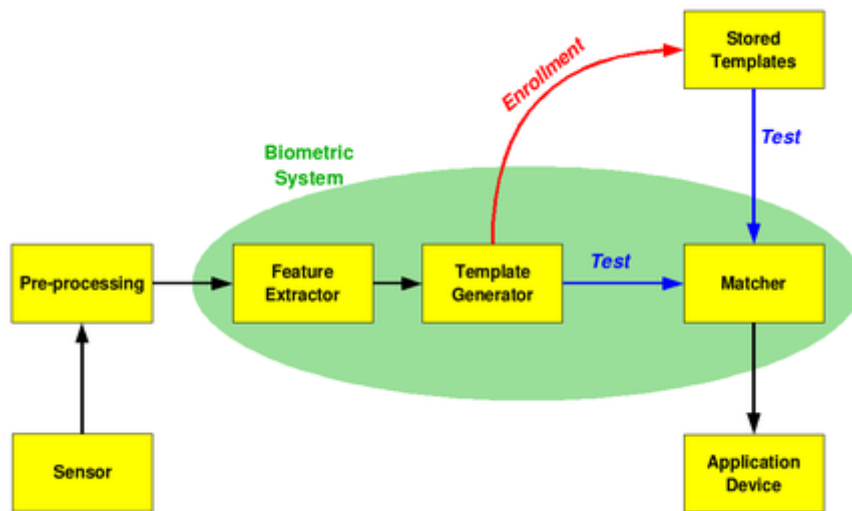 Stored
Templates
Enrollment
Test
Biometric
System
Pre-processing
Feature
Extractor
Template
Generator
Test
Matcher
Sensor
Application
Device